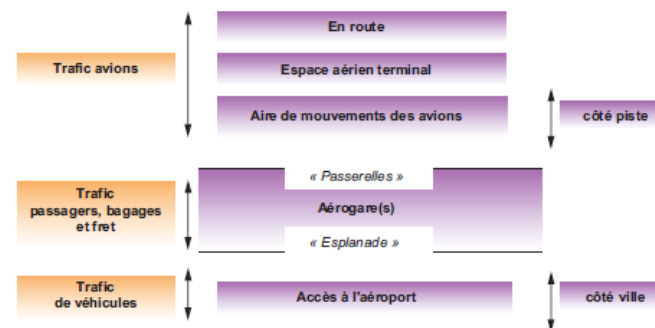 En route
Trafic avions
Espace aérien terminal
Aire de mouvements des avions
côté piste
« Passerelles »
Trafic
passagers, bagages
et fret
Aérogare(s)
« Esplanade »
Trafic
de véhicules
Accès à l'aéroport
côté ville